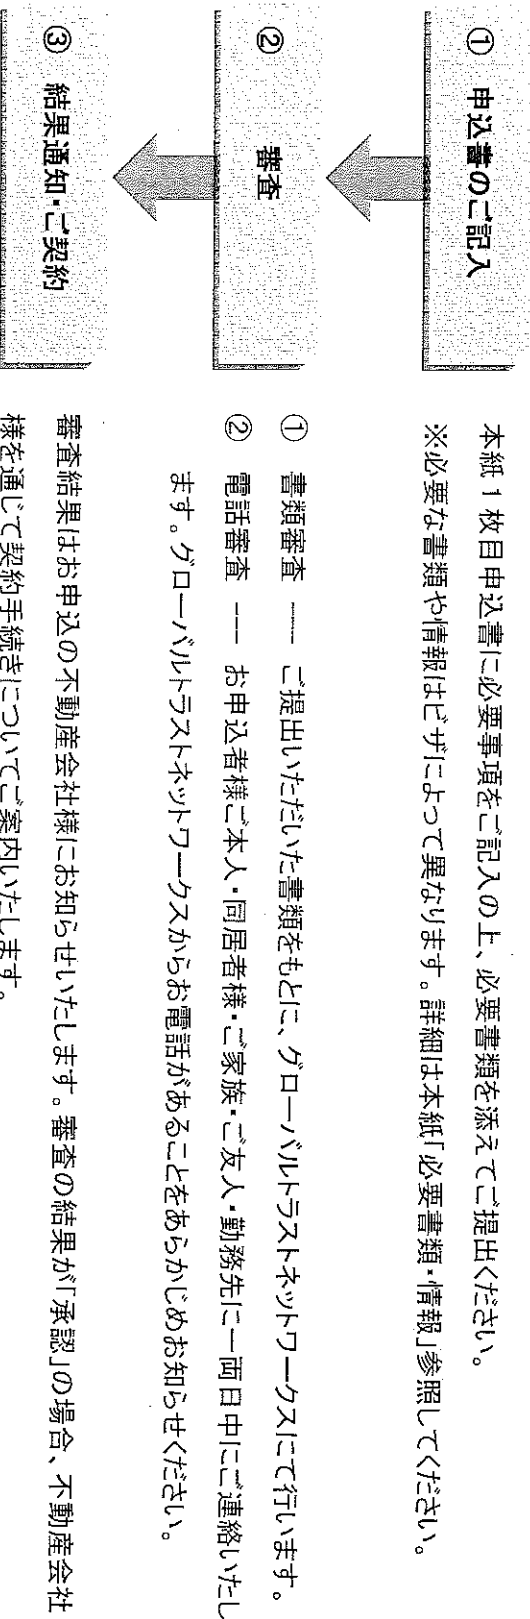 ① 申込書のご記入
本紙1枚目申込書に必要事項をご記入の上、必要書類を添えてご提出ください。
※必要な書類や情報はビザによって異なります。詳細は本紙「必要書類・情報」参照してください。
② 審査
① 書類審査 --- ご提出いただいた書類をもとに、グローバルトラストネットワークスにて行います。
② 電話審査 --- お申込者様ご本人・同居者様・ご家族・ご友人・勤務先に一両日中にご連絡いたし
ます。グローバルトラストネットワークスからお電話があることをあらかじめお知らせください。
③ 結果通知・ご契約
審査結果はお申込の不動産会社様にお知らせいたします。審査の結果が「承認」の場合、不動産会社
様を通じて契約手続きについてご案内いたします。